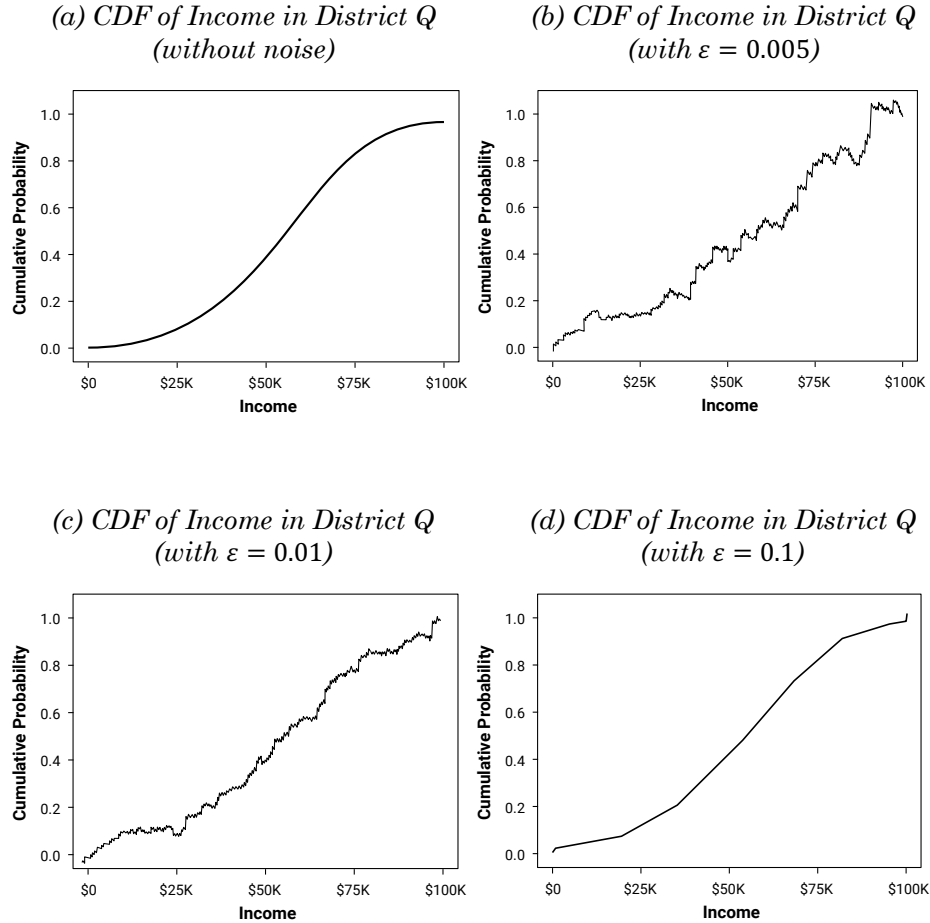 (a) CDF of Income in District Q
(without noise)
1.0
0.8
0.6
0.4
0.2
0.0
Cumulative Probability
$0 $25K $50K $75K $100K
Income
(b) CDF of Income in District Q
(with ε = 0.005)
1.0
0.8
0.6
0.4
0.2
0.0
Cumulative Probability
$0 $25K $50K $75K $100K
Income
(c) CDF of Income in District Q
(with ε = 0.01)
1.0
0.8
0.6
0.4
0.2
0.0
Cumulative Probability
$0 $25K $50K $75K $100K
Income
(d) CDF of Income in District Q
(with ε = 0.1)
1.0
0.8
0.6
0.4
0.2
0.0
Cumulative Probability
$0 $25K $50K $75K $100K
Income